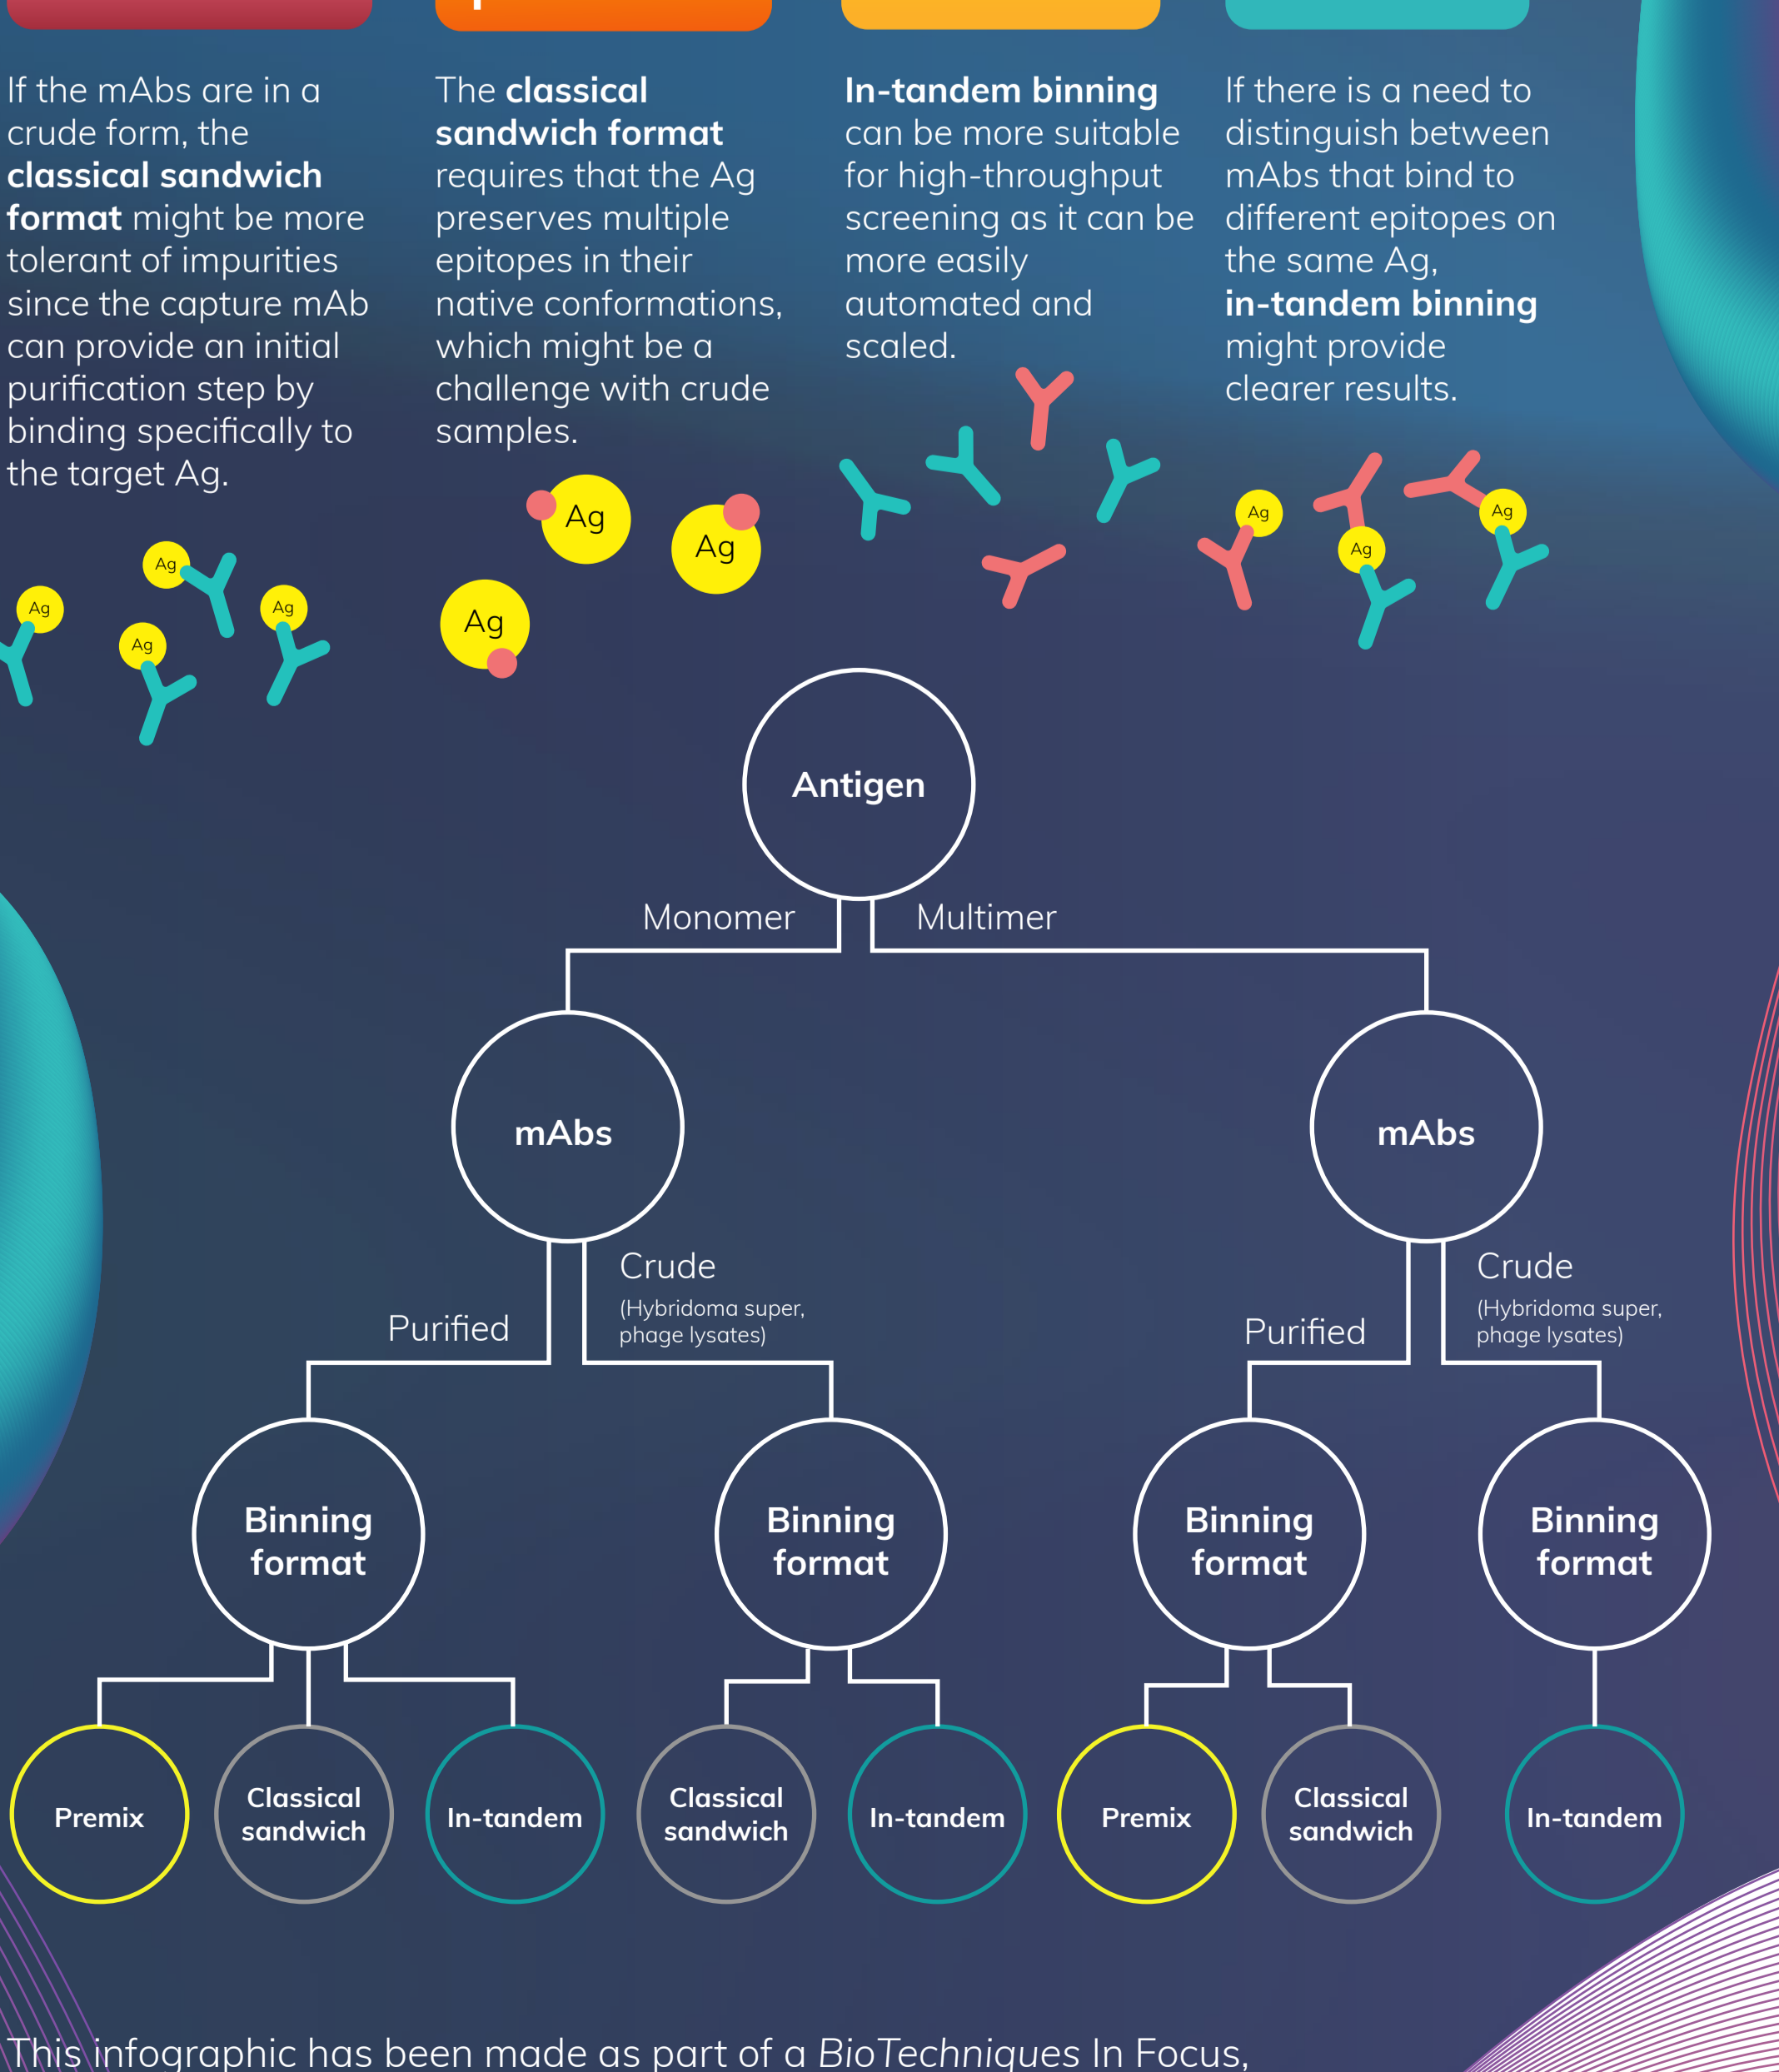 If the mAbs are in a
crude form, the
classical sandwich
format might be more
tolerant of impurities
since the capture mAb
can provide an initial
purification step by
binding specifically to
the target Ag.
The classical
sandwich format
requires that the Ag
preserves multiple
epitopes in their
native conformations,
which might be a
challenge with crude
samples.
In-tandem binning
can be more suitable
for high-throughput
screening as it can be
more easily
automated and
scaled.
If there is a need to
distinguish between
mAbs that bind to
different epitopes on
the same Ag,
in-tandem binning
might provide
clearer results.
Ag
Ag
Ag
Ag
Ag
Ag
Ag
Ag
Ag
Ag
Antigen
Monomer
Multimer
mAbs
mAbs
Purified
Crude
(Hybridoma super,
phage lysates)
Purified
Crude
(Hybridoma super,
phage lysates)
Binning
format
Binning
format
Binning
format
Binning
format
Premix
Classical
sandwich
In-tandem
Classical
sandwich
In-tandem
Premix
Classical
sandwich
In-tandem
This infographic has been made as part of a BioTechniques In Focus,